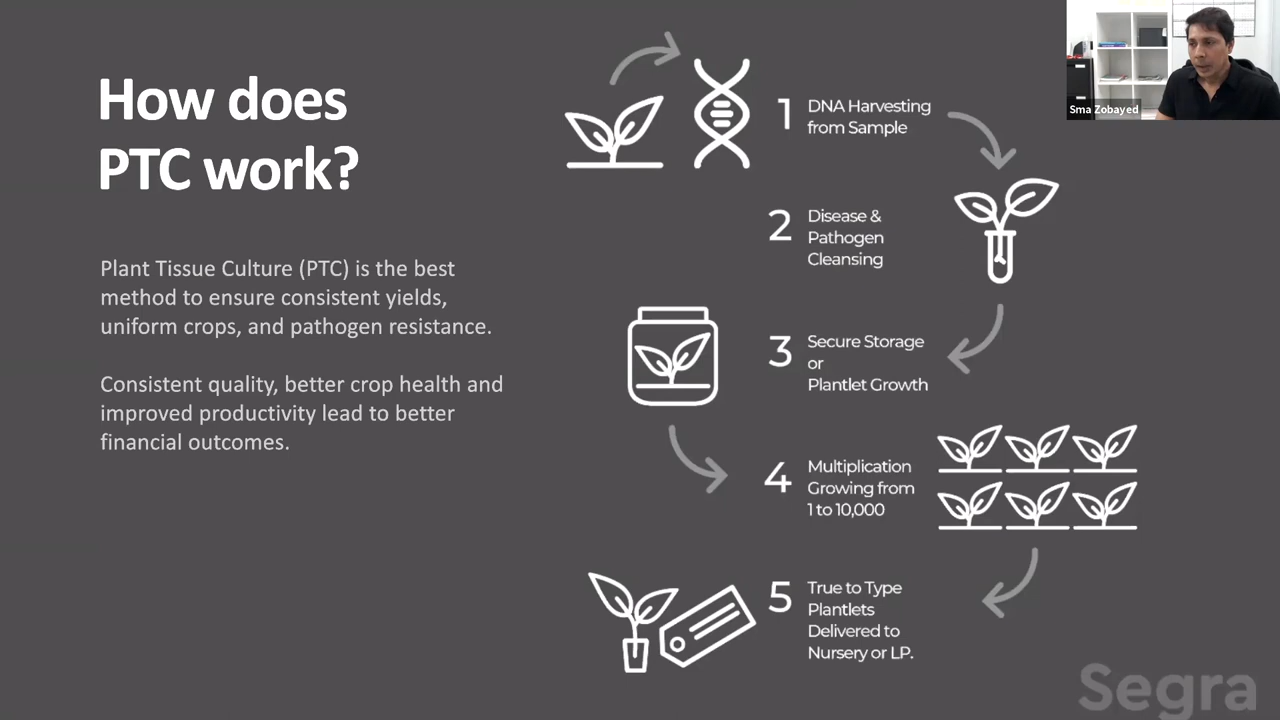 How does
PTC work?
Plant Tissue Culture (PTC) is the best
method to ensure consistent yields,
uniform crops, and pathogen resistance.
Consistent quality, better crop health and
improved productivity lead to better
financial outcomes.
1 DNA Harvesting
from Sample
2 Disease &
Pathogen
Cleansing
3 Secure Storage
or
Plantlet Growth
4 Multiplication
Growing from
1 to 10,000
5 True to Type
Plantlets
Delivered to
Nursery or LP.
Sma Zobayed
Segra